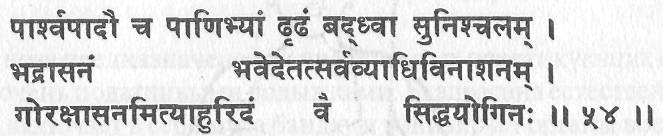 पार्श्वपादौ च पाणिभ्यां दृढं बद्ध्वा सुनिश्चलम् ।
भद्रासनं भवेदेतत्सर्वव्याधिविनाशनम् ।
गोरक्षासनमित्याहुरिदं वै सिद्धयोगिनः ॥ ५४ ॥